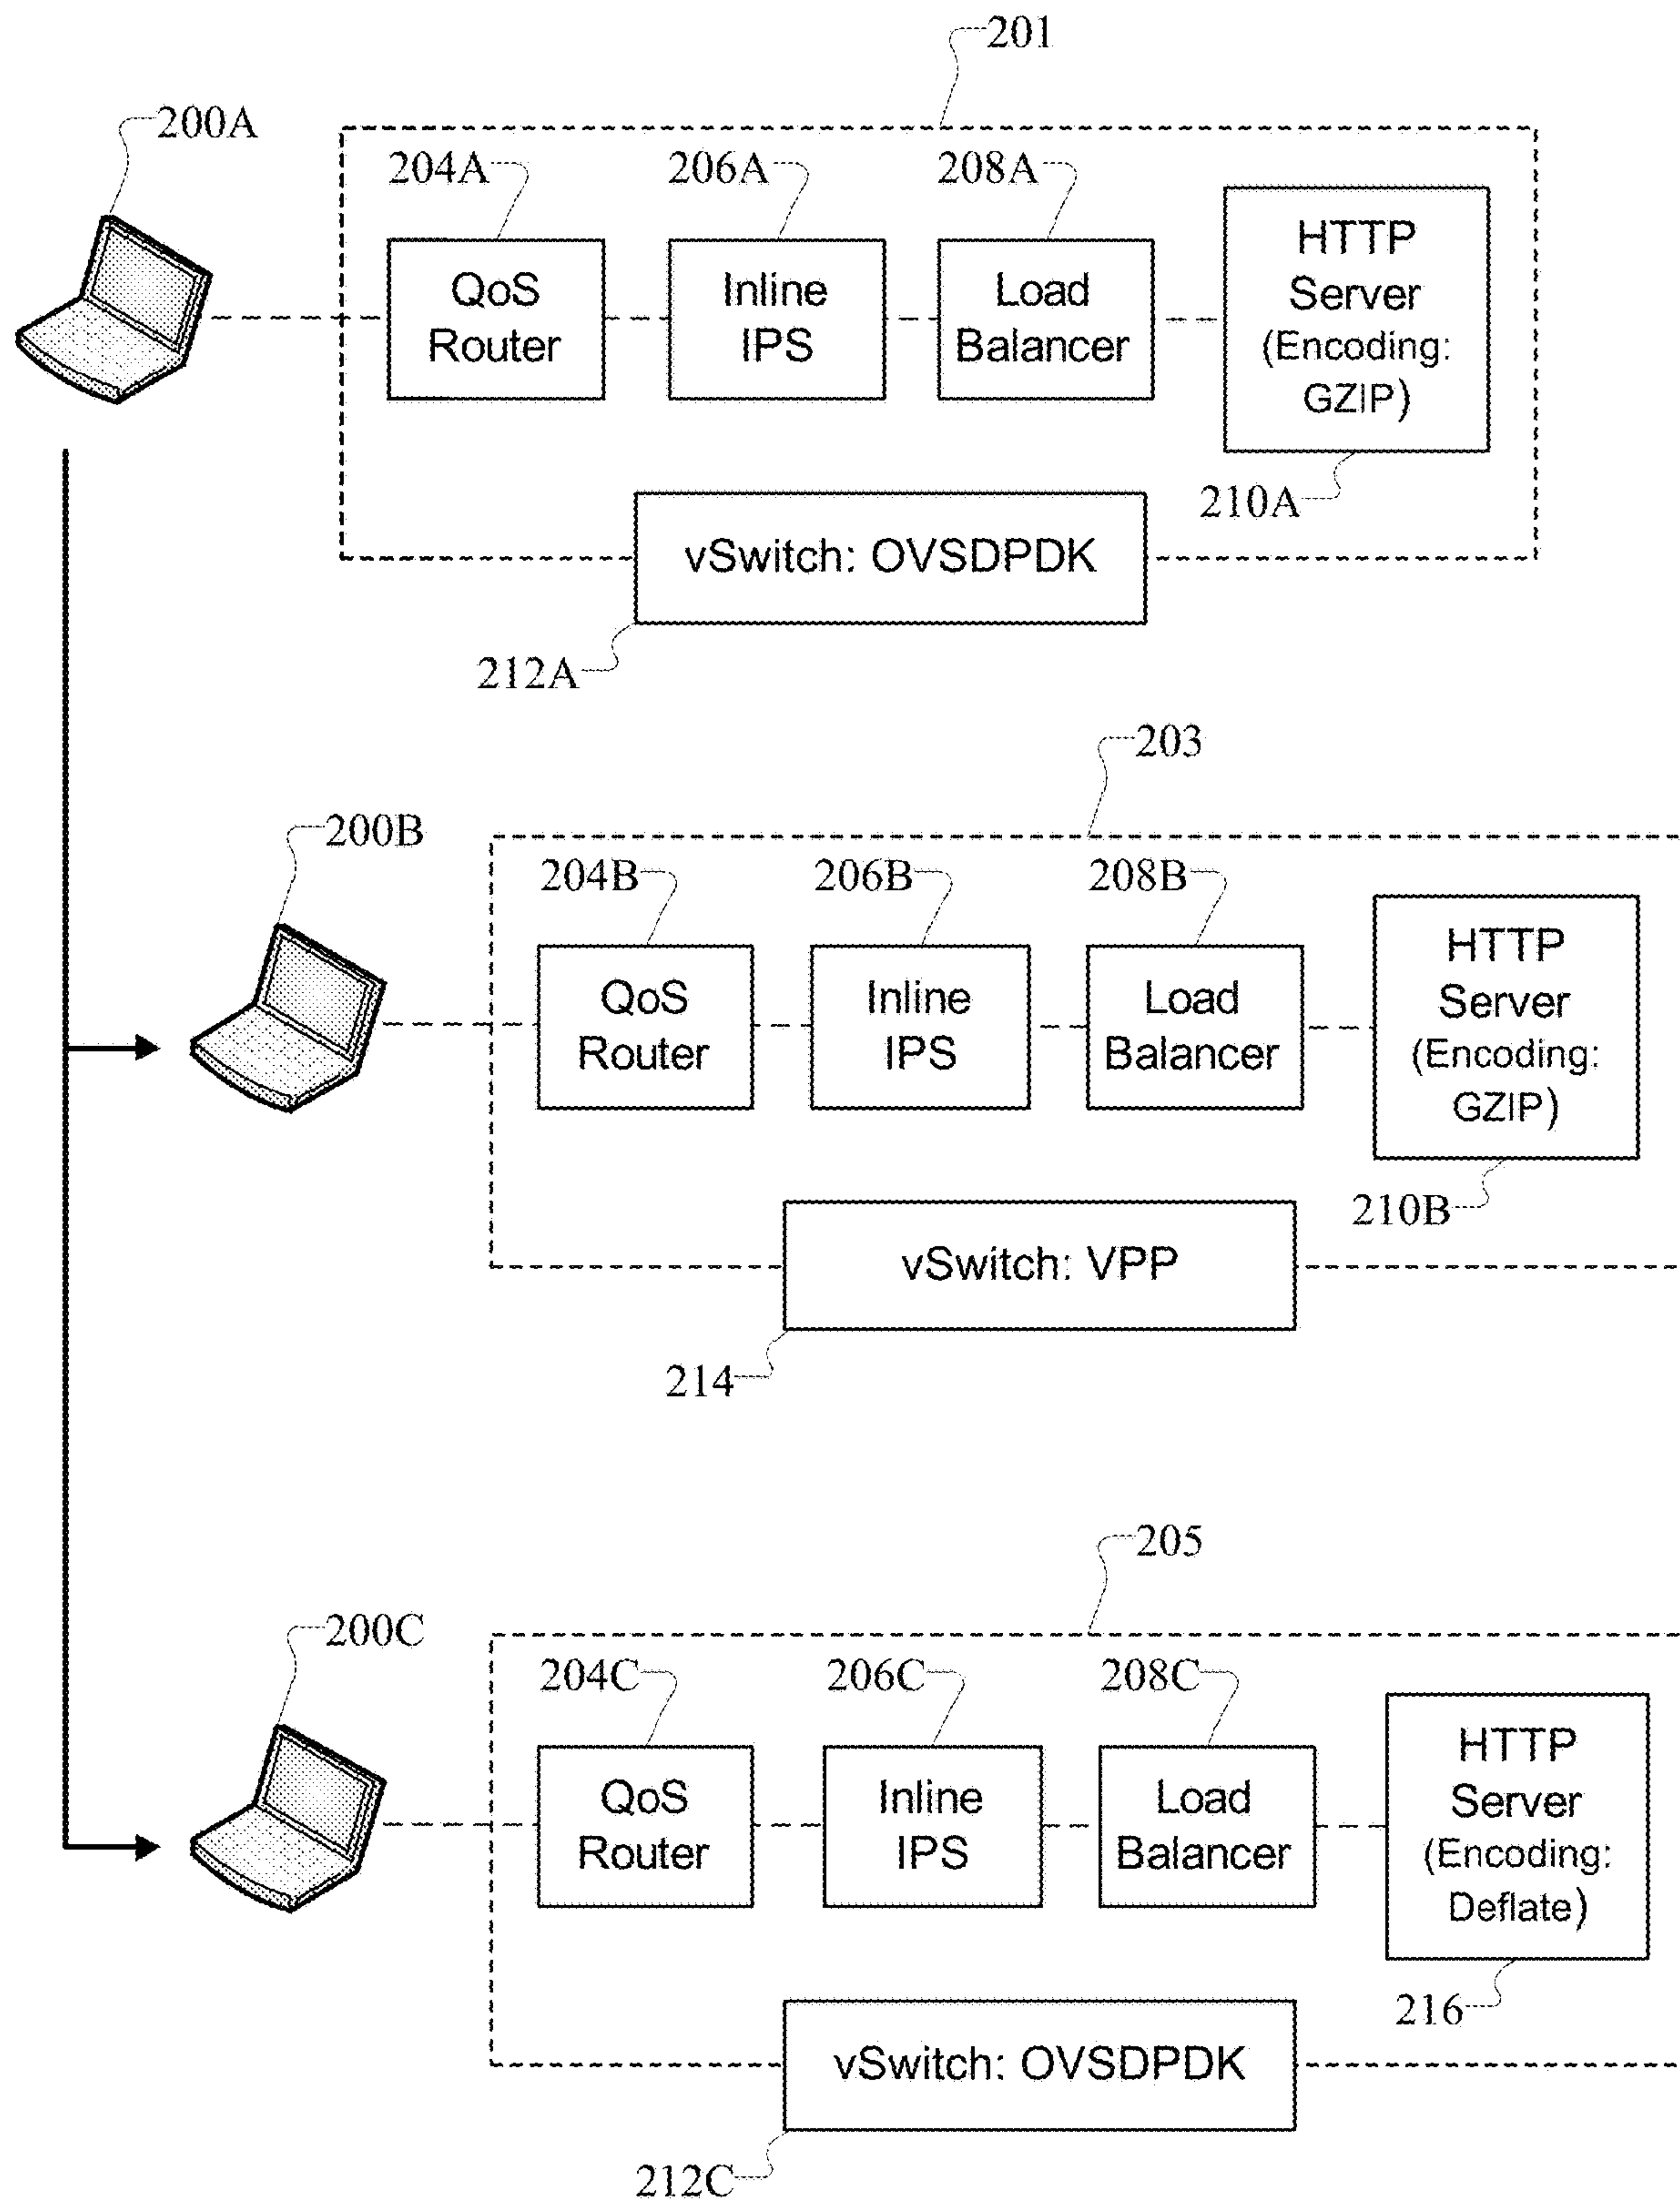 201
200A
204A
206A
208A
QoS
Router
Inline
IPS
Load
Balancer
HTTP
Server
(Encoding:
GZIP)
210A
vSwitch: OVSDPDK
212A
203
200B
204B
206B
208B
QoS
Router
Inline
IPS
Load
Balancer
HTTP
Server
(Encoding:
GZIP)
210B
vSwitch: VPP
214
205
200C
204C
206C
208C
QoS
Router
Inline
IPS
Load
Balancer
HTTP
Server
(Encoding:
Deflate)
216
vSwitch: OVSDPDK
212C